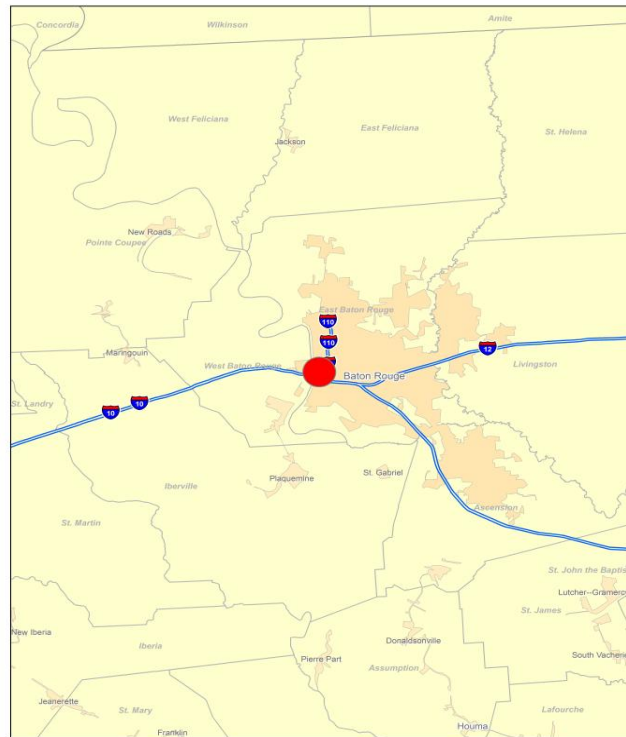 Concordia
Wilkinson
Amite
West Feliciana
East Feliciana
St. Helena
Jackson
New Roads
Pointe Coupee
East Baton Rouge
110
110
12
Maringouin
West Baton Rouge
Livingston
Baton Rouge
St. Landry
10
10
St. Gabriel
Plaquemine
Iberville
Ascension
St. Martin
St. John the Baptis
Lutcher--Gramercy
St. James
New Iberia
Donaldsonville
Iberia
South Vacherie
Pierre Part
Assumption
Jeanerette
St. Mary
Lafourche
Franklin
Houma